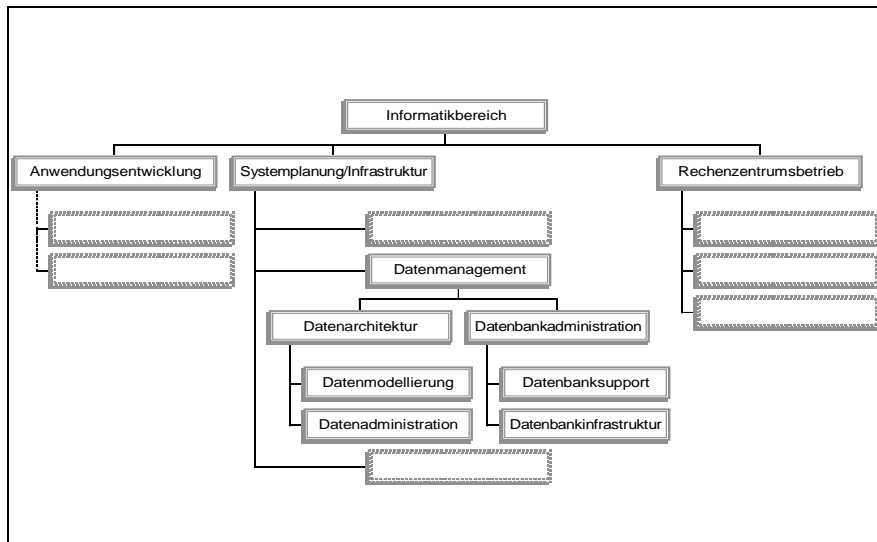 Informatikbereich
Anwendungsentwicklung
Systemplanung/Infrastruktur
Rechenzentrumsbetrieb
Datenmanagement
Datenarchitektur
Datenbankadministration
Datenmodellierung
Datenbanksupport
Datenadministration
Datenbankinfrastruktur